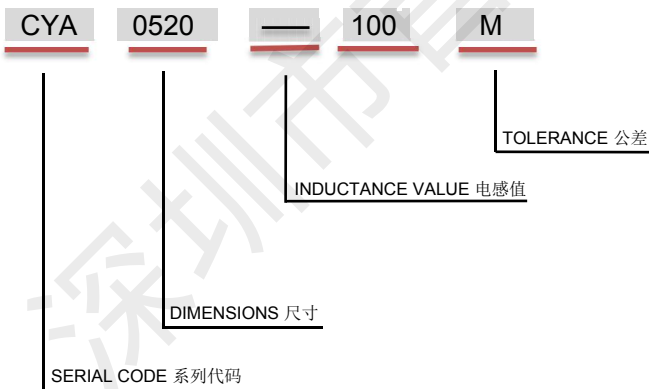 CYA 0520 — 100 M
TOLERANCE 公差
INDUCTANCE VALUE 电感值
DIMENSIONS 尺寸
SERIAL CODE 系列代码
深圳市